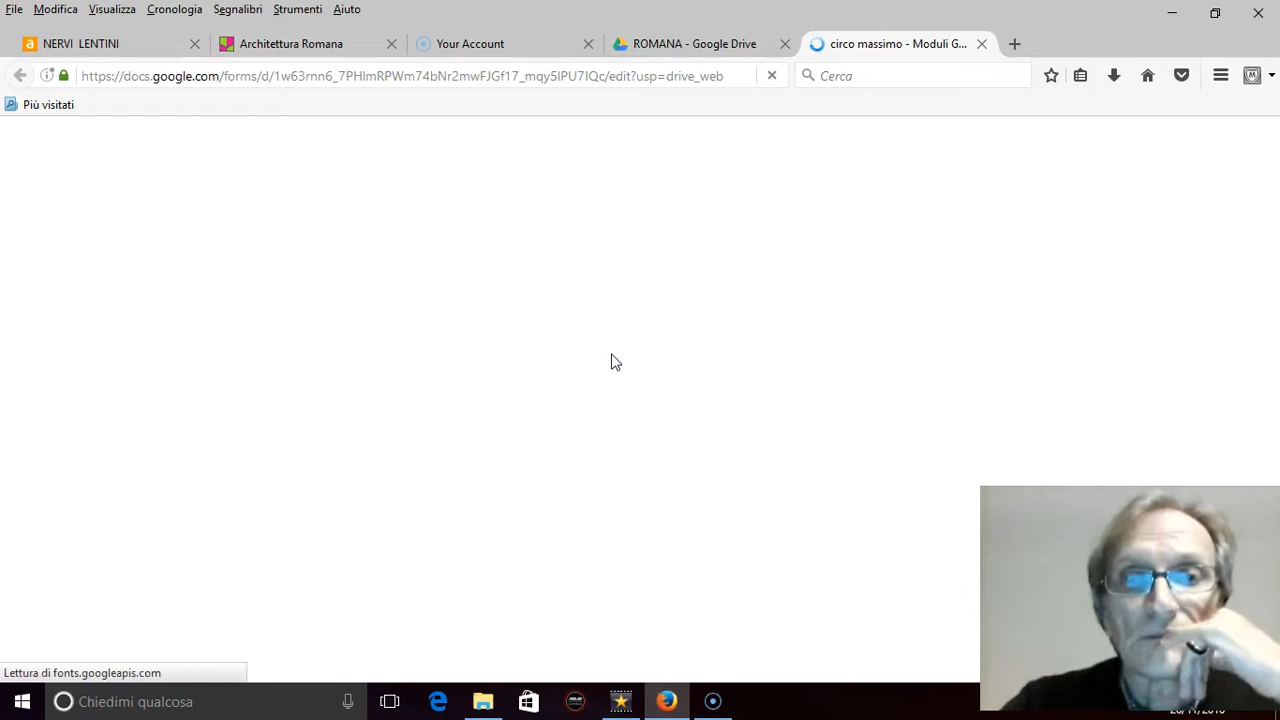 File Modifica Visualizza Cronologia Segnalibri Strumenti Aiuto
NERVI LENTINI
Architettura Romana
Your Account
ROMANA - Google Drive
circo massimo - Moduli G...
https://docs.google.com/forms/d/1w63rnn6_7PHlmRPWm74bNr2mwFJGf17_mqy5lPU7IQc/edit?usp=drive_web
Cerca
Più visitati
Lettura di fonts.googleapis.com
Chiedimi qualcosa